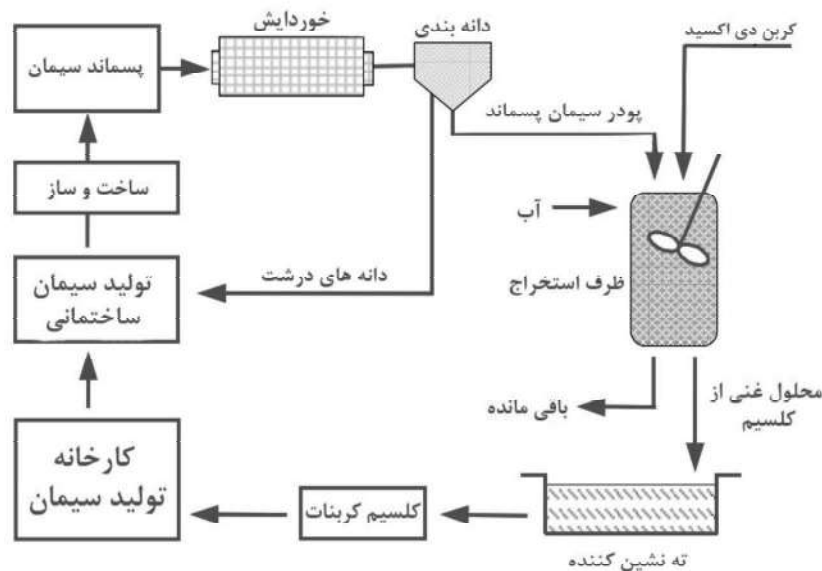 خوردایش
دانه بندی
کربن دی اکسید
پسماند سیمان
پودر سیمان پسماند
ساخت و ساز
آب
تولید سیمان
ساختمانی
دانه های درشت
ظرف استخراج
باقی مانده
محلول غنی از
کلسیم
کارخانه
تولید سیمان
کلسیم کربنات
ته نشین کننده